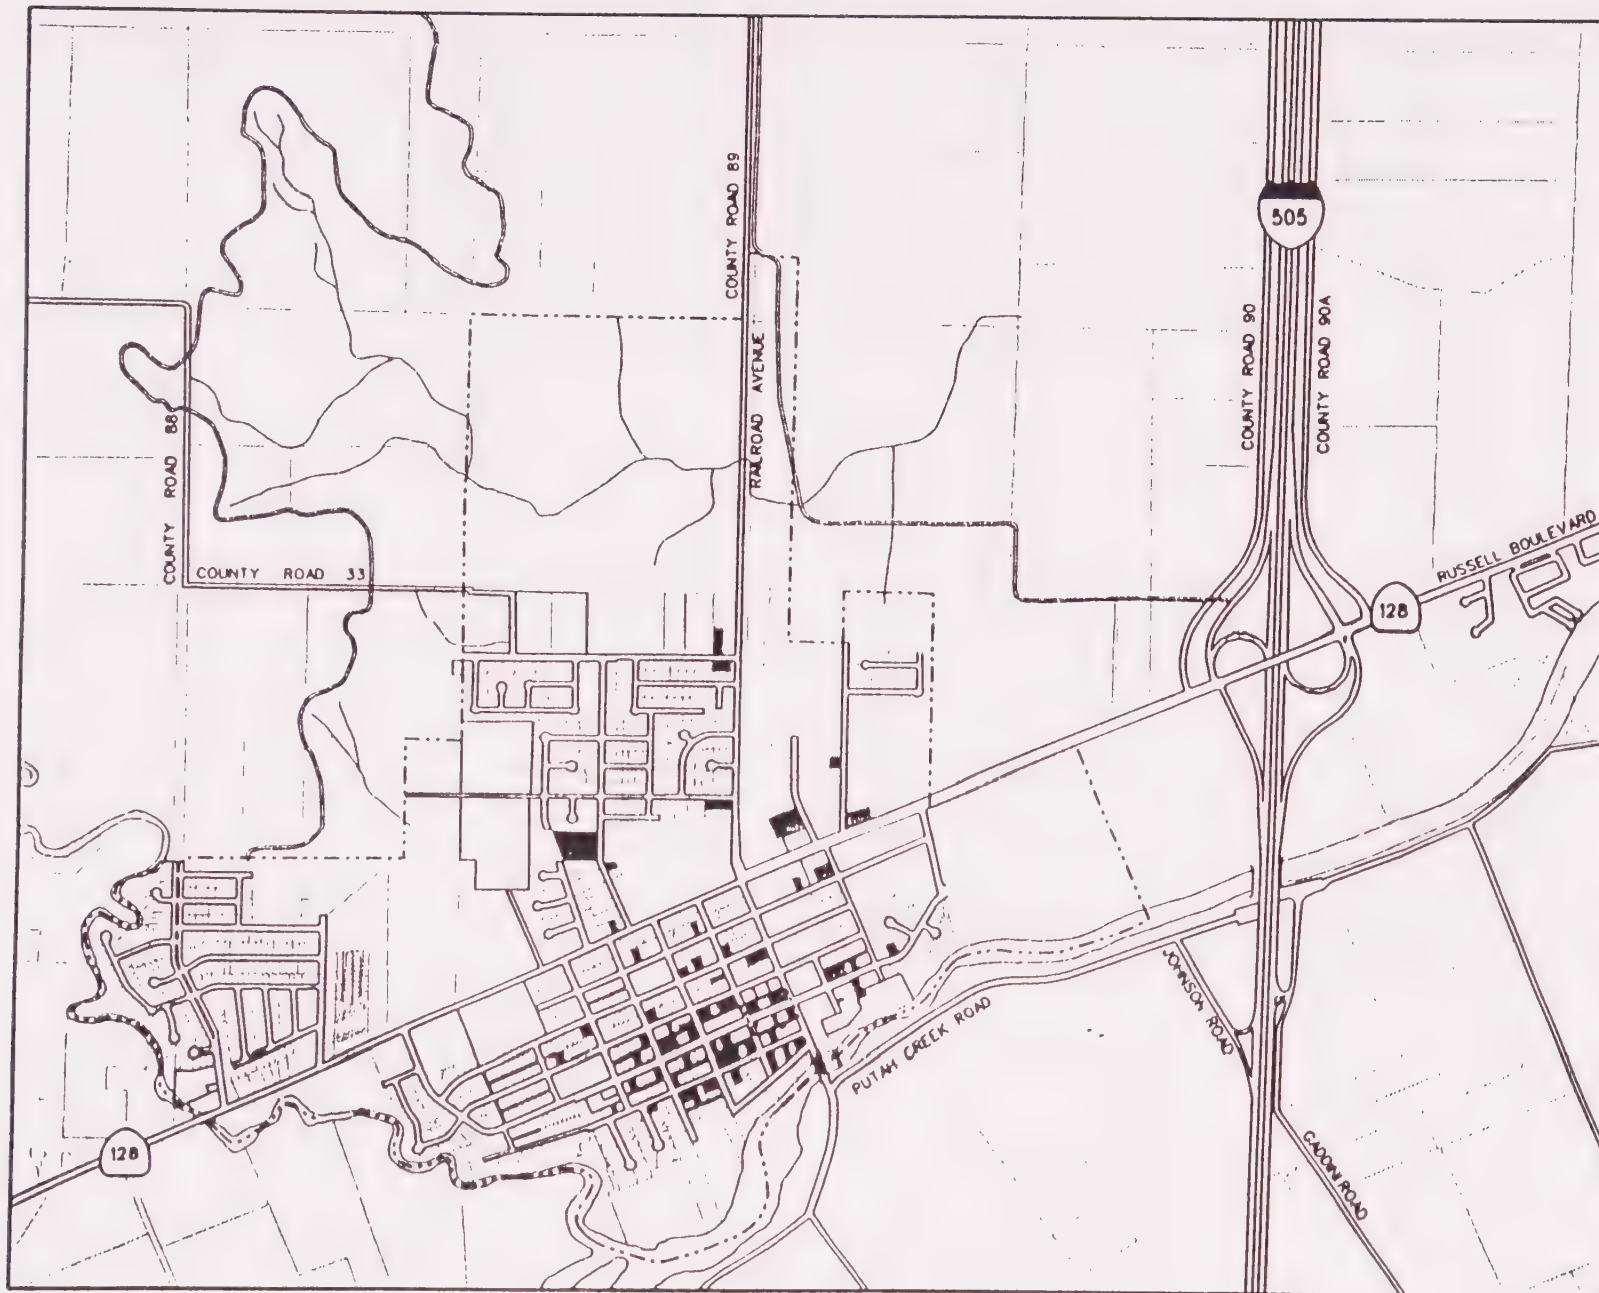 COUNTY ROAD 89
505
COUNTY ROAD 90
COUNTY ROAD 90A
RAILROAD AVENUE
COUNTY ROAD 88
COUNTY ROAD 33
RUSSELL BOULEVARD
128
JOHNSON ROAD
PUTAH CREEK ROAD
128
GADDINI ROAD